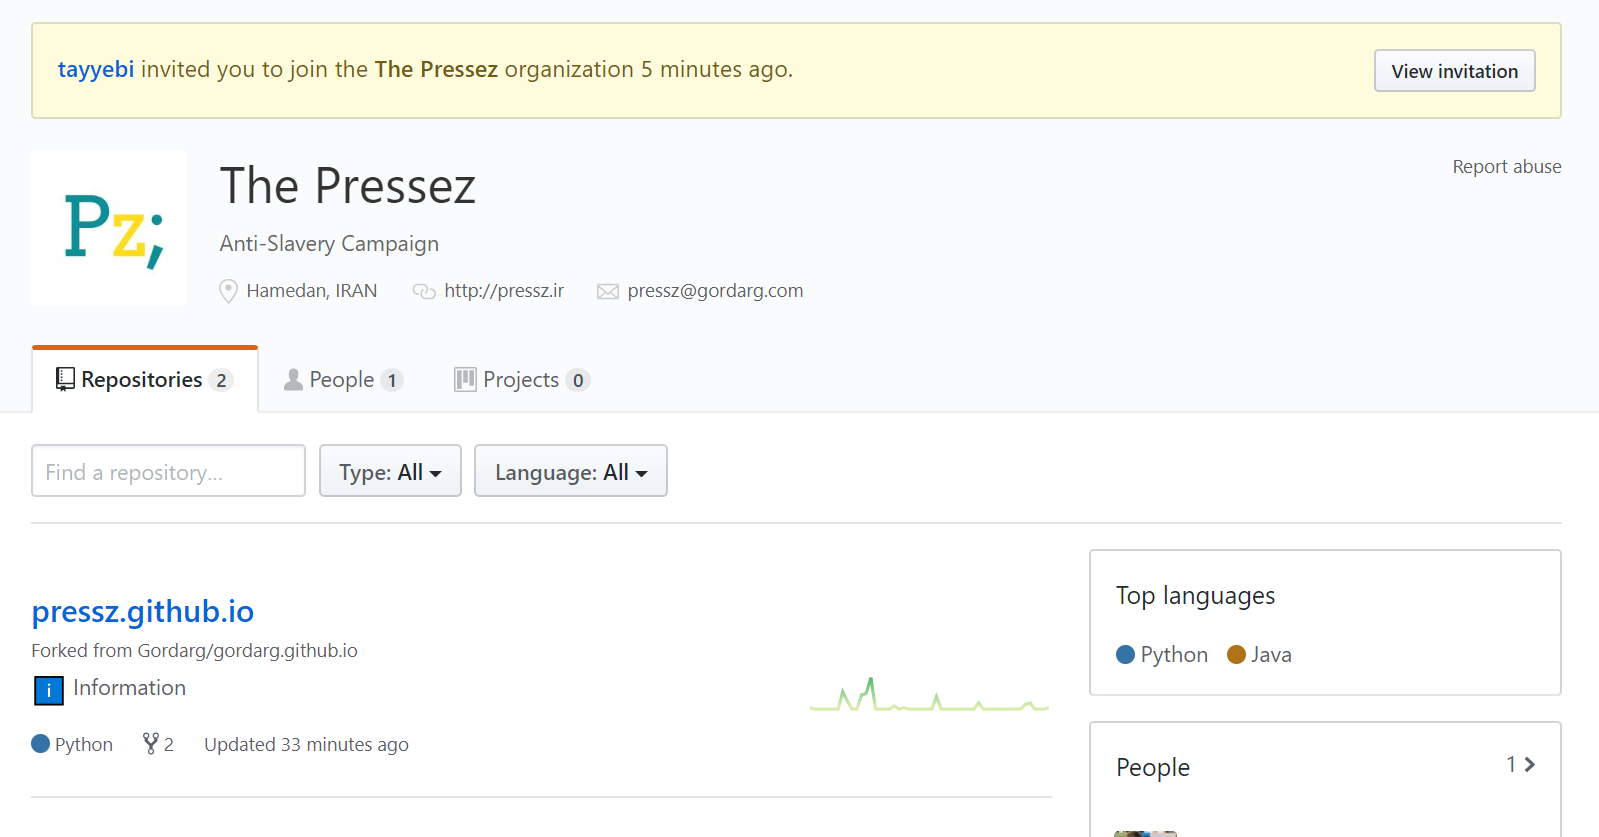 tayyebi invited you to join the The Pressez organization 5 minutes ago.
View invitation
Pz;
The Pressez
Report abuse
Anti-Slavery Campaign
Hamedan, IRAN http://pressz.ir pressz@gordarg.com
Repositories 2 People 1 Projects 0
Find a repository... Type: All Language: All
pressz.github.io
Forked from Gordarg/gordarg.github.io
i Information
Python 2 Updated 33 minutes ago
Top languages
Python Java
People 1